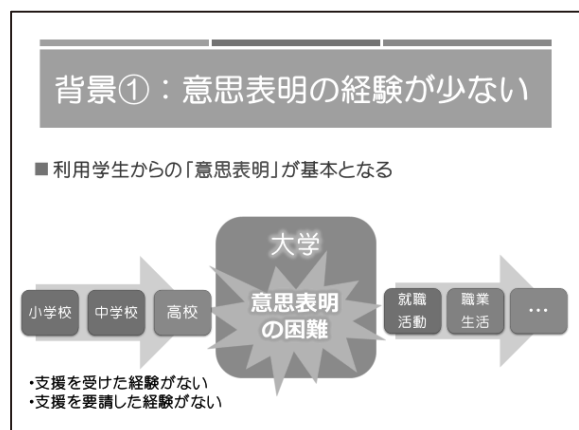 背景①：意思表明の経験が少ない
■利用学生からの「意思表明」が基本となる
大学
小学校
中学校
高校
意思表明
の困難
就職
活動
職業
生活
…
・支援を受けた経験がない
・支援を要請した経験がない